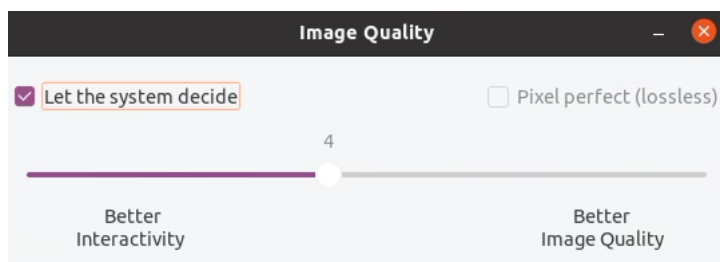 Image Quality
Let the system decide
Pixel perfect (lossless)
4
Better
Interactivity
Better
Image Quality